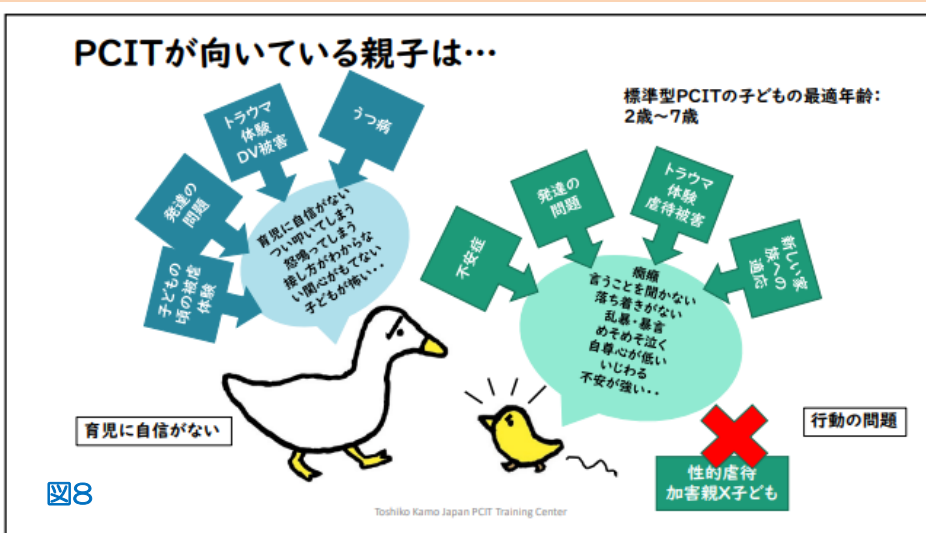 PCITが向いている親子は…
標準型PCITの子どもの最適年齢:
2歳～7歳
うつ病
トラウマ
体験
DV被害
発達の
問題
子どもの
頃の被虐
体験
育児に自信がない
つい叩いてしまう
怒鳴ってしまう
接し方がわからな
い関心がもてない
子どもが怖い・・
不安症
発達の
問題
トラウマ
体験
虐待被害
新しい家
族への
適応
癇癪
言うことを聞かない
落ち着きがない
乱暴・暴言
めそめそ泣く
自尊心が低い
いじわる
不安が強い・・
育児に自信がない
行動の問題
性的虐待
加害親X子ども
図8
Toshiko Kamo Japan PCIT Training Center